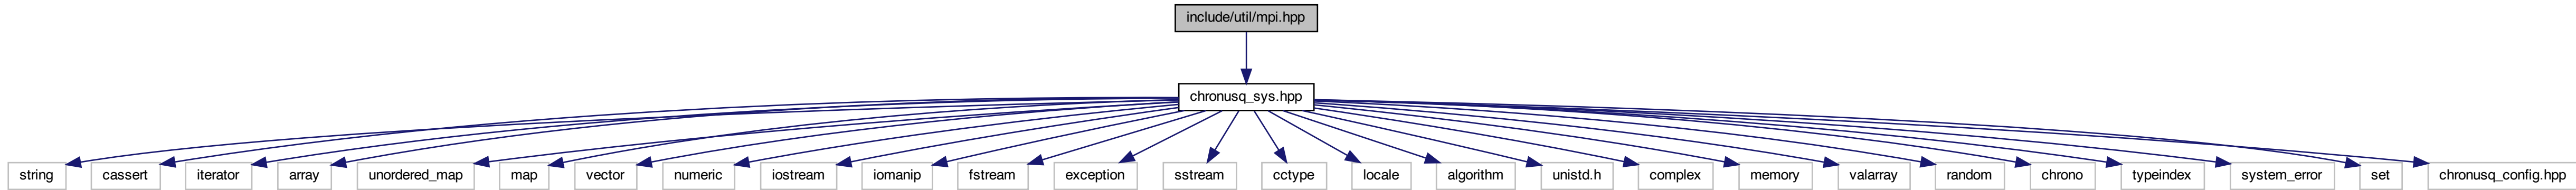 include/util/mpi.hpp
chronusq_sys.hpp
string
cassert
iterator
array
unordered_map
map
vector
numeric
iostream
iomanip
fstream
exception
sstream
cctype
locale
algorithm
unistd.h
complex
memory
valarray
random
chrono
typeindex
system_error
set
chronusq_config.hpp